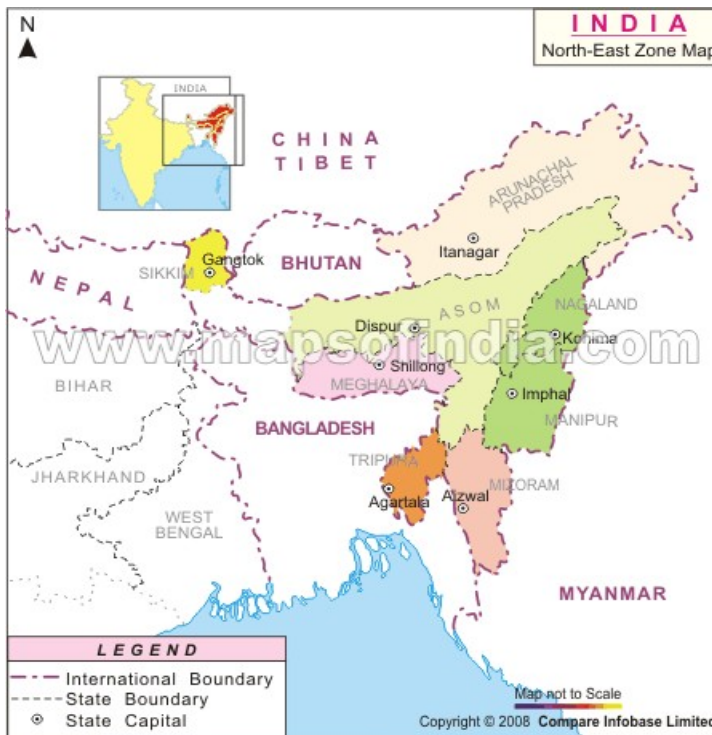 N
INDIA
North-East Zone Map
INDIA
CHINA
TIBET
ARUNACHAL
PRADESH
Itanagar
Gangtok
SIKKIM
BHUTAN
NEPAL
ASOM
NAGALAND
Dispur
Kohima
www.mapsofindia.com
Shillong
MEGHALAYA
BIHAR
Imphal
MANIPUR
BANGLADESH
TRIPURA
JHARKHAND
MIZORAM
Agartala
Aizwal
WEST
BENGAL
MYANMAR
LEGEND
International Boundary
State Boundary
State Capital
Map not to Scale
Copyright © 2008 Compare Infobase Limited